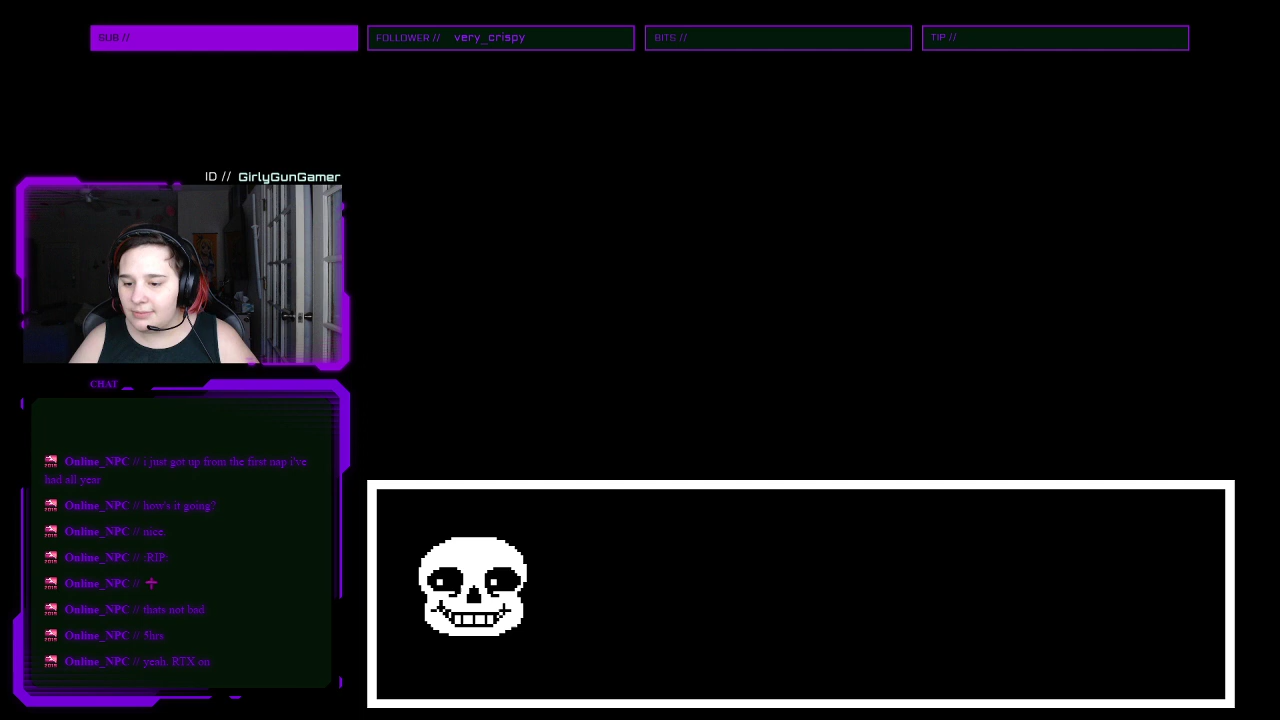 SUB //
FOLLOWER // very_crispy
BITS //
TIP //
ID // GirlyGunGamer
CHAT
Online_NPC // i just got up from the first nap i've
had all year
Online_NPC // how's it going?
Online_NPC // nice.
Online_NPC // :RIP:
Online_NPC //
Online_NPC // thats not bad
Online_NPC // 5hrs
Online_NPC // yeah. RTX on